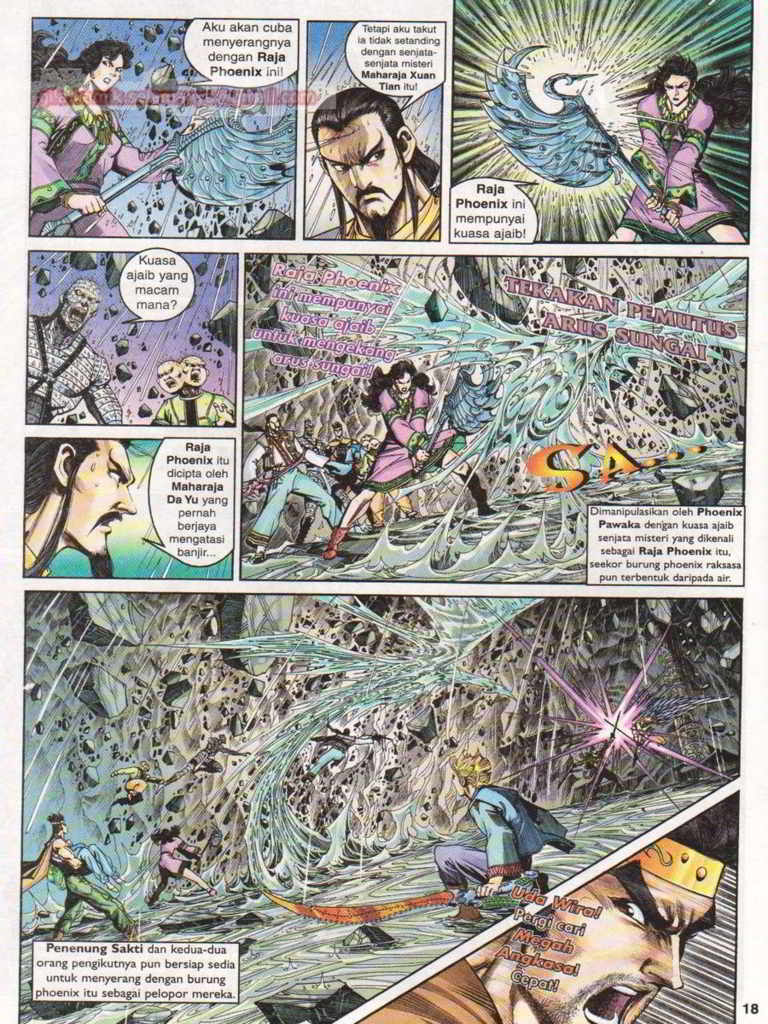 Aku akan cuba
menyerangnya
dengan Raja
Phoenix ini!
Tetapi aku takut
ia tidak setanding
dengan senjata-
senjata misteri
Maharaja Xuan
Tian itu!
Raja
Phoenix ini
mempunyai
kuasa ajaib!
Kuasa
ajaib yang
macam
mana?
Raja Phoenix
ini mempunyai
kuasa ajaib
untuk mengekang
arus sungai!
TEKAKAN PEMUTUS
ARUS SUNGAI
SA...
Raja
Phoenix itu
dicipta oleh
Maharaja
Da Yu yang
pernah
berjaya
mengatasi
banjir...
Dimanipulasikan oleh Phoenix
Pawaka dengan kuasa ajaib
senjata misteri yang dikenali
sebagai Raja Phoenix itu,
seekor burung phoenix raksasa
pun terbentuk daripada air.
Uda Wira!
Pergi cari
Megah
Angkasa!
Cepat!
Penenung Sakti dan kedua-dua
orang pengikutnya pun bersiap sedia
untuk menyerang dengan burung
phoenix itu sebagai pelopor mereka.
18